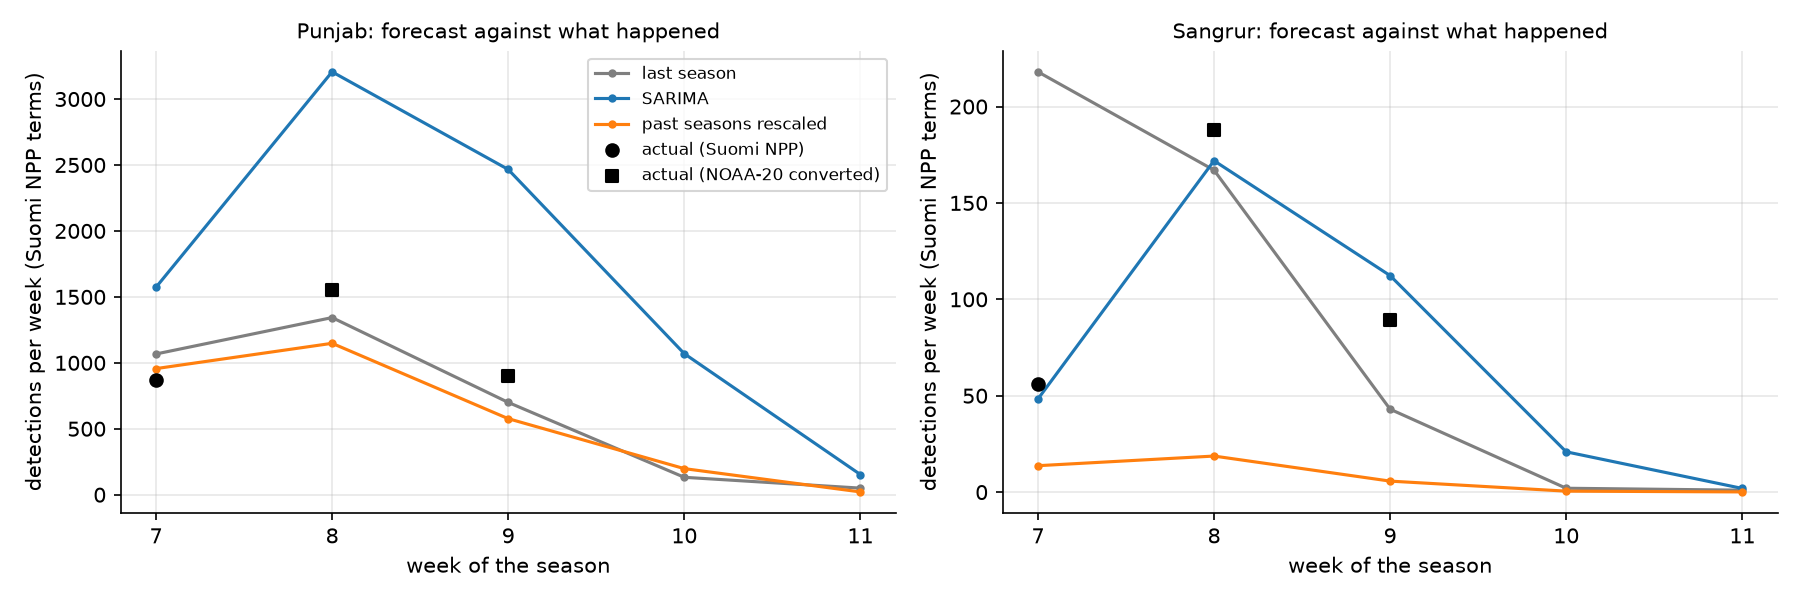 Punjab: forecast against what happened
detections per week (Suomi NPP terms)
3000
2500
2000
1500
1000
500
0
last season
SARIMA
past seasons rescaled
actual (Suomi NPP)
actual (NOAA-20 converted)
7 8 9 10 11
week of the season
Sangrur: forecast against what happened
detections per week (Suomi NPP terms)
200
150
100
50
0
7 8 9 10 11
week of the season